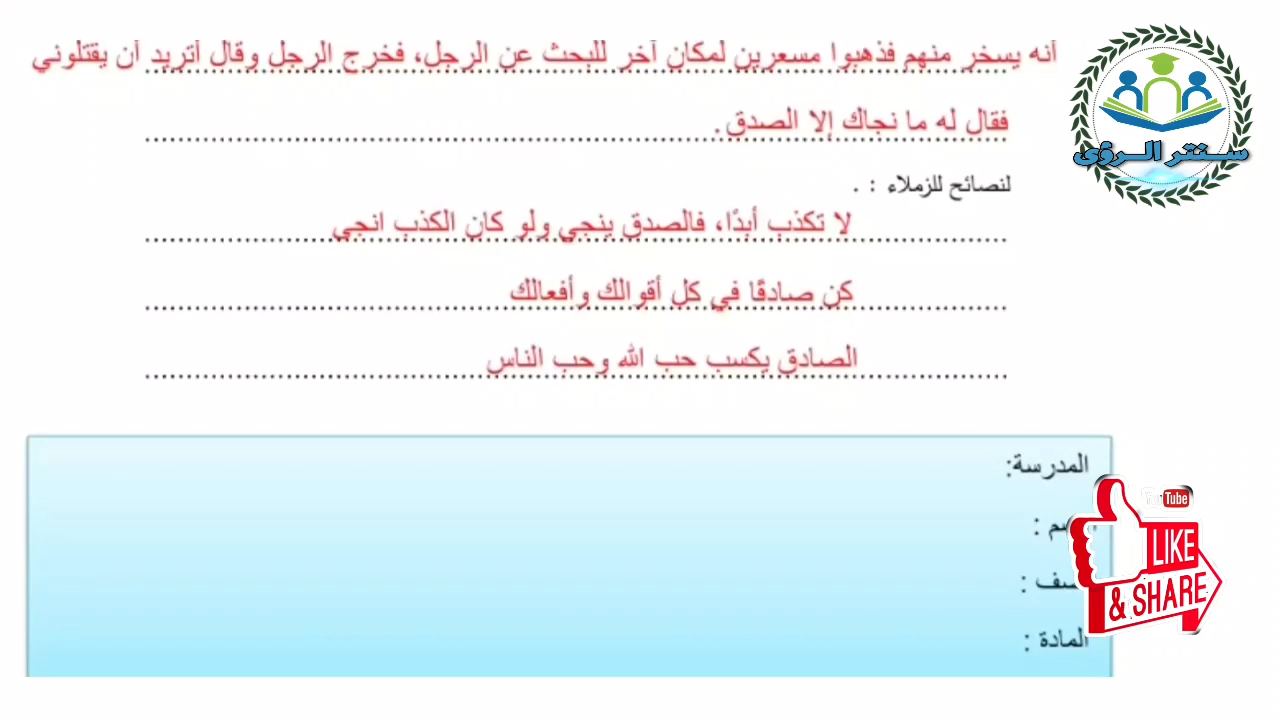 أنه يسخر منهم فذهبوا مسعرين لمكان آخر للبحث عن الرجل، فخرج الرجل وقال أتريد أن يقتلوني
فقال له ما نجاك إلا الصدق.
لنصائح للزملاء : .
لا تكذب أبدًا، فالصدق ينجي ولو كان الكذب انجي
كن صادقًا في كل أقوالك وأفعالك
الصادق يكسب حب الله وحب الناس
المدرسة:
المادة :
سنتر الرؤى
YouTube
LIKE
& SHARE